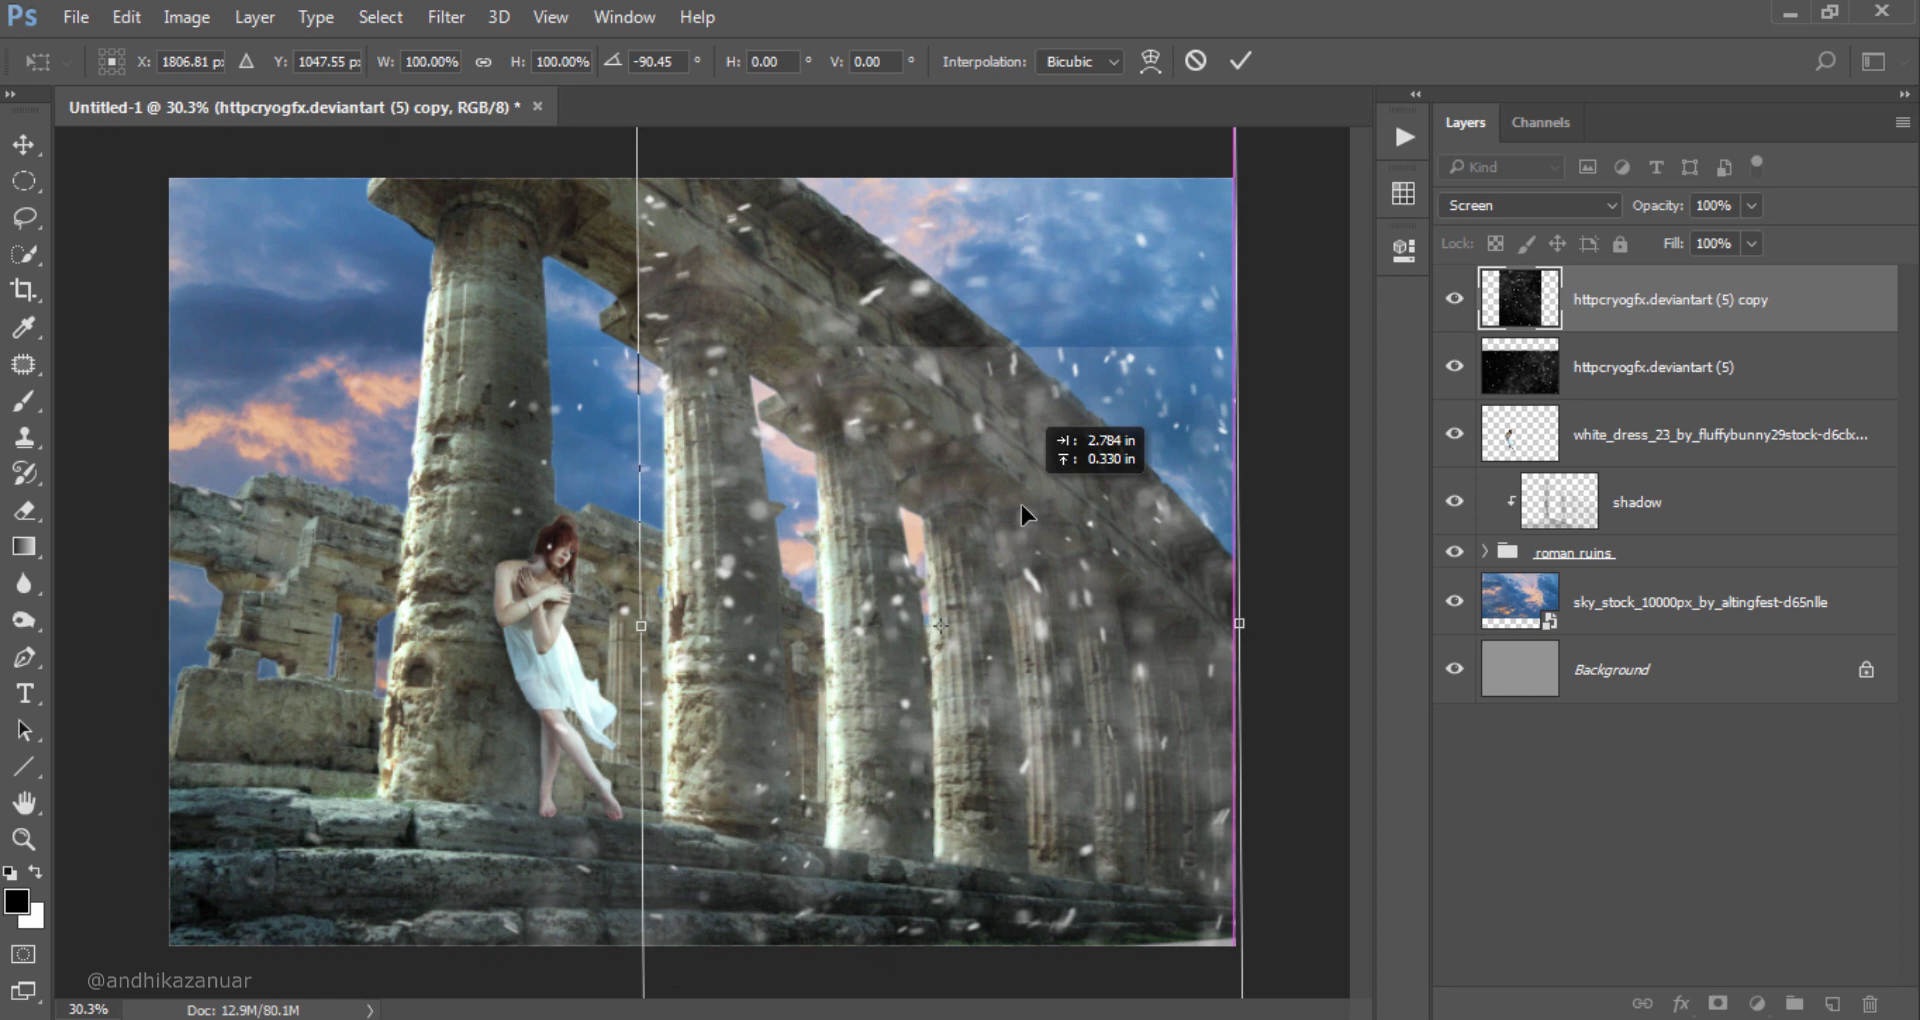 Ps File Edit Image Layer Type Select Filter 3D View Window Help
X: 1806.81 p Y: 1047.55 p W: 100.00% H: 100.00% -90.45 ° H: 0.00 ° V: 0.00 ° Interpolation: Bicubic
Untitled-1 @ 30.3% (httpcryogfx.deviantart (5) copy, RGB/8) *
Layers Channels
Kind
Screen Opacity: 100%
Lock: Fill: 100%
httpcryogfx.deviantart (5) copy
httpcryogfx.deviantart (5)
white_dress_23_by_fluffybunny29stock-d6clx...
shadow
roman ruins
sky_stock_10000px_by_altingfest-d65nlle
Background
: 2.784 in
: 0.330 in
@andhikazanuar
30.3% Doc: 12.9M/80.1M
fx